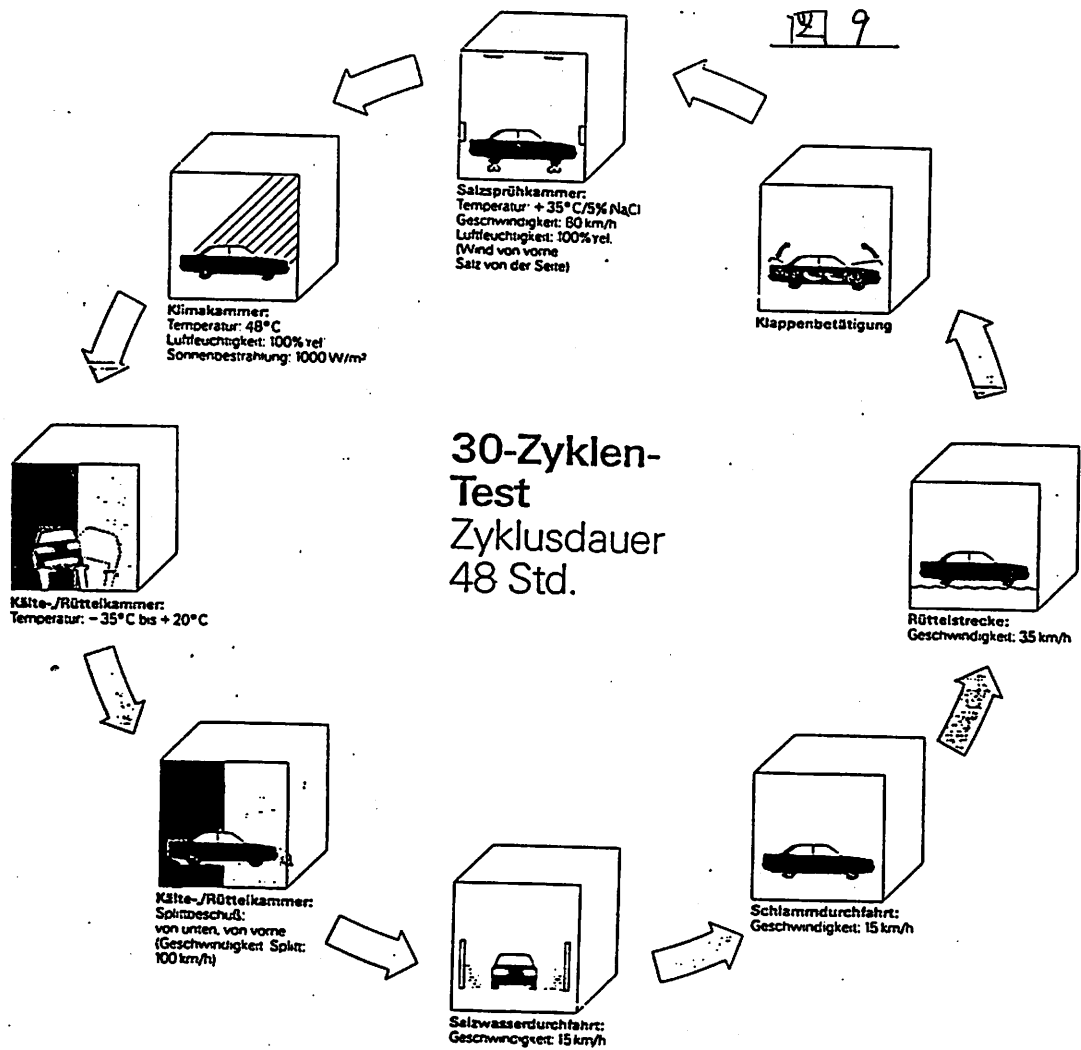 图 9
Salzsprühkammer:
Temperatur: +35°C/5% NaCl
Geschwindigkeit: 80 km/h
Luftfeuchtigkeit: 100% rel.
(Wind von vorne
Salz von der Seite)
Klimakammer:
Temperatur: 48°C
Luftfeuchtigkeit: 100% rel
Sonnenbestrahlung: 1000 W/m²
Klappenbetätigung
30-Zyklen-
Test
Zyklusdauer
48 Std.
Kälte-/Rüttelkammer:
Temperatur: -35°C bis +20°C
Rüttelstrecke:
Geschwindigkeit: 35 km/h
Kälte-/Rüttelkammer:
Splittbeschuß:
von unten, von vorne
(Geschwindigkeit Splitt:
100 km/h)
Schlammdurchfahrt:
Geschwindigkeit: 15 km/h
Salzwasserdurchfahrt:
Geschwindigkeit: 15 km/h